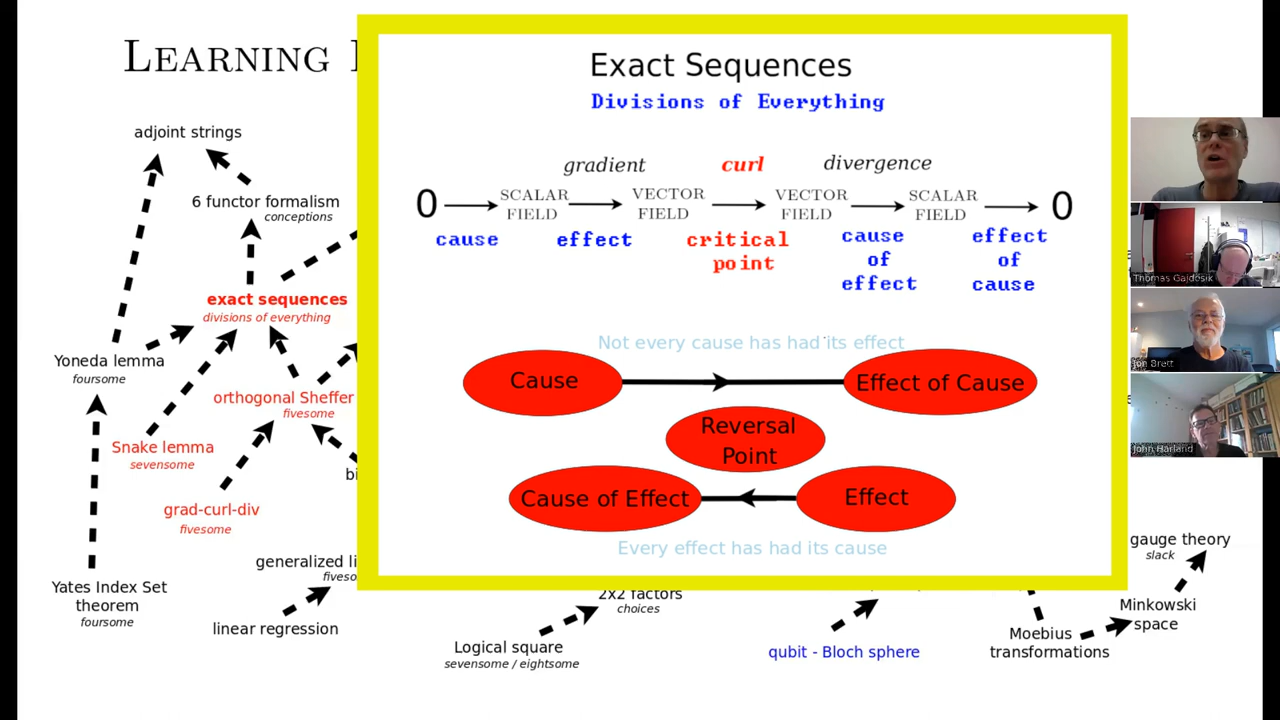 LEARNING
Exact Sequences
Divisions of Everything
gradient curl divergence
0 SCALAR FIELD VECTOR FIELD VECTOR FIELD SCALAR FIELD 0
cause effect critical point cause of effect effect of cause
Not every cause has had its effect
Cause
Effect of Cause
Reversal
Point
Cause of Effect
Effect
Every effect has had its cause
adjoint strings
6 functor formalism
conceptions
exact sequences
divisions of everything
Yoneda lemma
foursome
orthogonal Sheffer
fivesome
Snake lemma
sevensome
bi
grad-curl-div
fivesome
generalized li
fiveso
Yates Index Set
theorem
foursome
linear regression
2x2 factors
choices
Logical square
sevensome / eightsome
qubit - Bloch sphere
Moebius
transformations
Minkowski
space
gauge theory
slack
Thomas Gajdosik
Jon Brett
John Harland